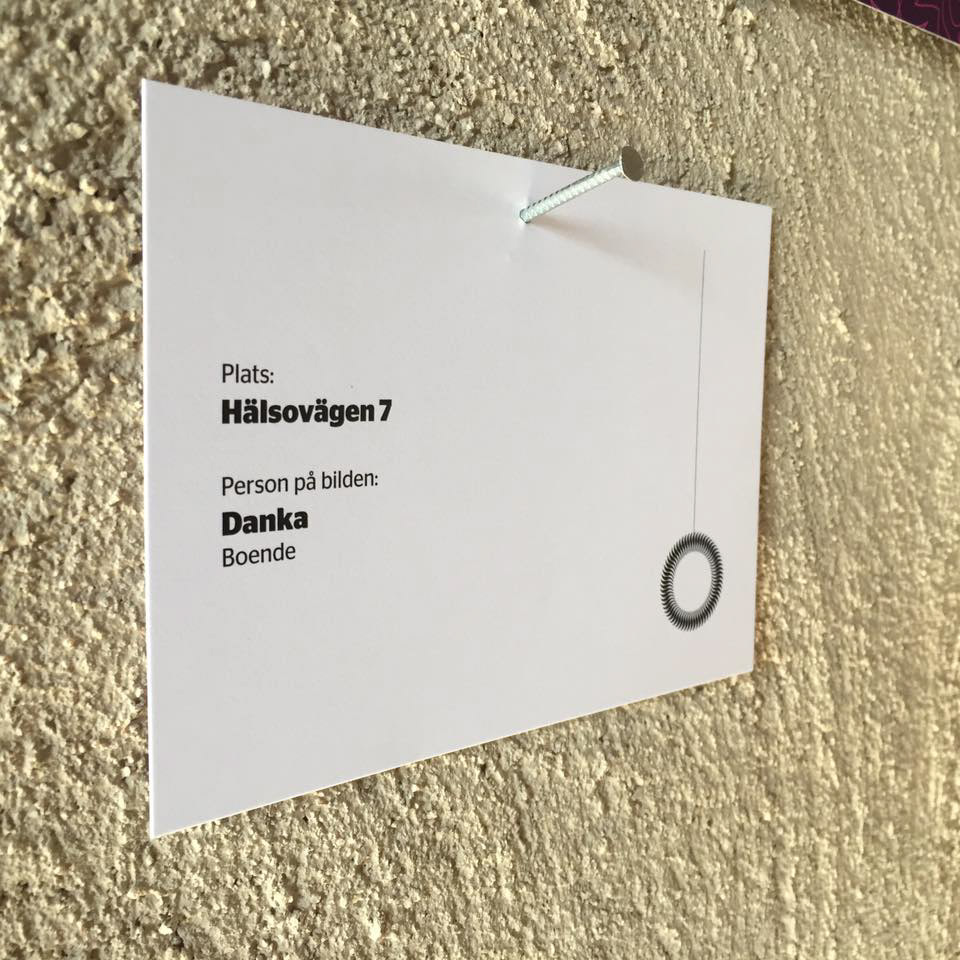 Plats:
Hälsovägen 7
Person på bilden:
Danka
Boende